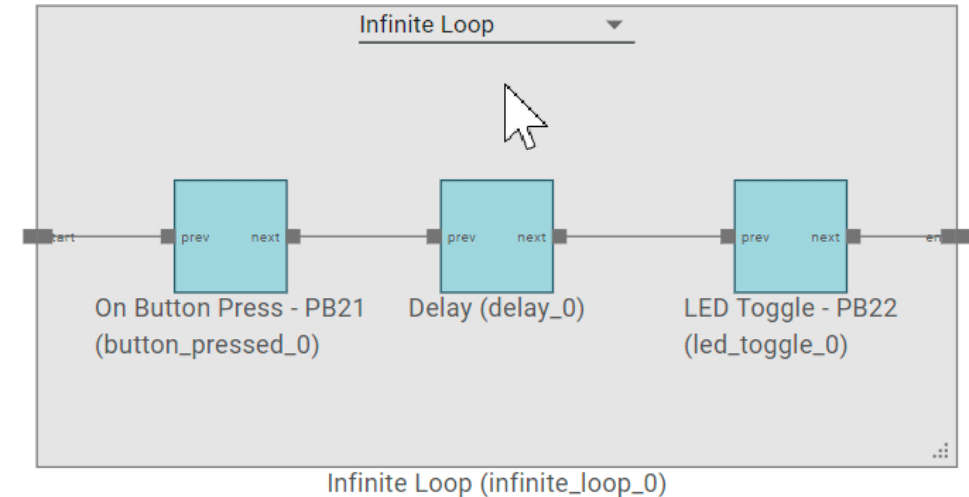 Infinite Loop
prev next prev next prev next
On Button Press - PB21
(button_pressed_0)
Delay (delay_0)
LED Toggle - PB22
(led_toggle_0)
Infinite Loop (infinite_loop_0)